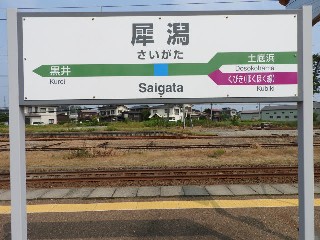 犀潟
さいがた
黒井
Kuroi
Saigata
土底浜
Dosokohama
くびき(ほくほく線)
Kubiki